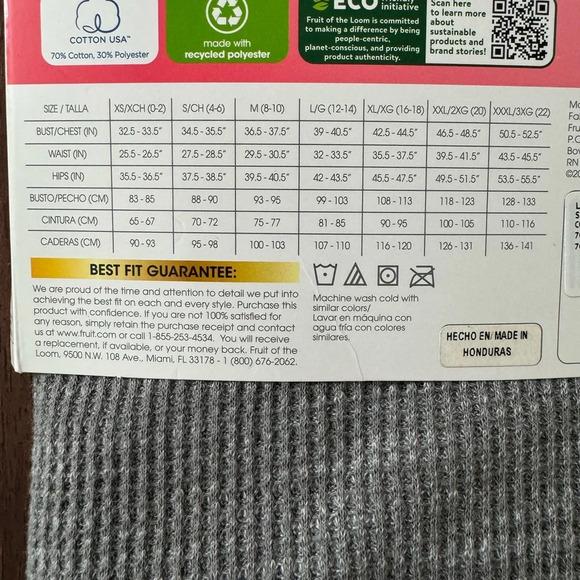 COTTON USA™
70% Cotton, 30% Polyester
made with
recycled polyester
ECO
initiative
Fruit of the Loom is committed
to making a difference by being
people-centric,
planet-conscious, and providing
product authenticity.
Scan here
to learn more
about
sustainable
products and
brand stories!
SIZE / TALLA XS/XCH (0-2) S/CH (4-6) M (8-10) L/G (12-14) XL/XG (16-18) XXL/2XG (20) XXXL/3XG (22)
BUST/CHEST (IN) 32.5 - 33.5" 34.5 - 35.5" 36.5 - 37.5" 39 - 40.5" 42.5 - 44.5" 46.5 - 48.5" 50.5 - 52.5"
WAIST (IN) 25.5 - 26.5" 27.5 - 28.5" 29.5 - 30.5" 32 - 33.5" 35.5 - 37.5" 39.5 - 41.5" 43.5 - 45.5"
HIPS (IN) 35.5 - 36.5" 37.5 - 38.5" 39.5 - 40.5" 42 - 43.5" 45.5 - 47.5" 49.5 - 51.5" 53.5 - 55.5"
BUSTO/PECHO (CM) 83 - 85 88 - 90 93 - 95 99 - 103 108 - 113 118 - 123 128 - 133
CINTURA (CM) 65 - 67 70 - 72 75 - 77 81 - 85 90 - 95 100 - 105 110 - 116
CADERAS (CM) 90 - 93 95 - 98 100 - 103 107 - 110 116 - 120 126 - 131 136 - 141
BEST FIT GUARANTEE:
We are proud of the time and attention to detail we put into
achieving the best fit on each and every style. Purchase this
product with confidence. If you are not 100% satisfied for
any reason, simply retain the purchase receipt and contact
us at www.fruit.com or call 1-855-253-4534. You will receive
a replacement, if available, or your money back. Fruit of the
Loom, 9500 N.W. 108 Ave., Miami, FL 33178 - 1 (800) 676-2062.
Machine wash cold with
similar colors/
Lavar en máquina con
agua fría con colores
similares.
HECHO EN/MADE IN
HONDURAS
RN